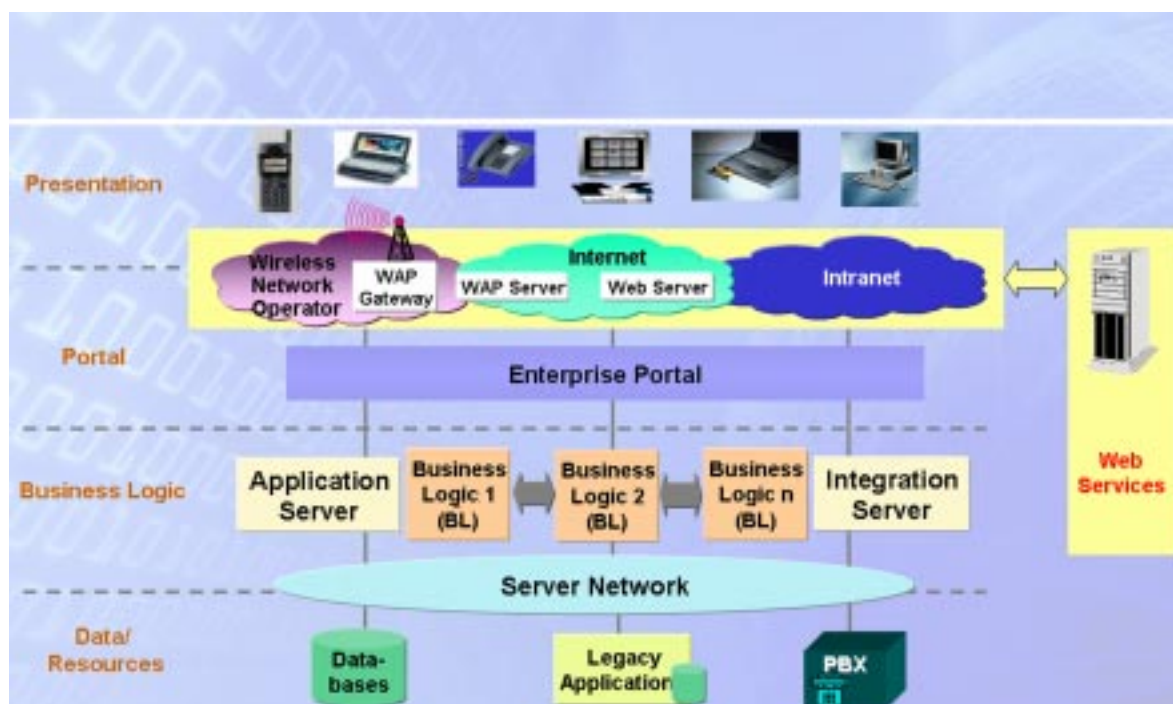 Presentation
Wireless
Network
Operator
WAP
Gateway
Internet
WAP Server
Web Server
Intranet
Portal
Enterprise Portal
Business Logic
Application
Server
Business
Logic 1
(BL)
Business
Logic 2
(BL)
Business
Logic n
(BL)
Integration
Server
Web
Services
Server Network
Data/
Resources
Data-
bases
Legacy
Application
PBX